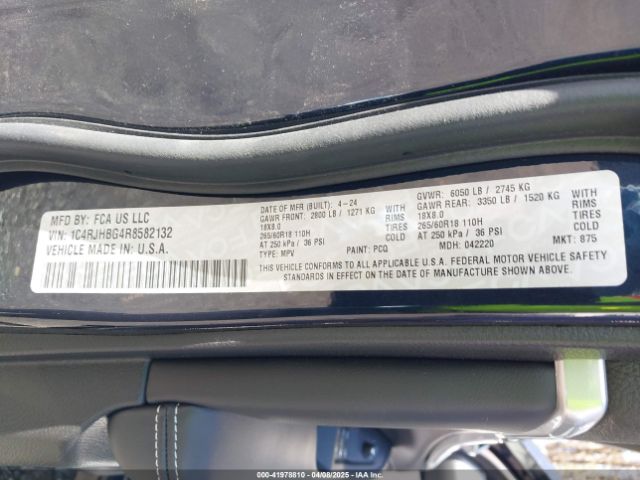 MFD BY: FCA US LLC
VIN: 1C4RJHBG4R8582132
VEHICLE MADE IN: U.S.A.
DATE OF MFR (BUILT): 4-24
GAWR FRONT: 2800 LB / 1271 KG WITH
18X8.0 RIMS
265/60R18 110H TIRES
AT 250 kPa / 36 PSI COLD
TYPE: MPV PAINT: PCQ
GVWR: 6050 LB / 2745 KG
GAWR REAR: 3350 LB / 1520 KG WITH
18X8.0 RIMS
265/60R18 110H TIRES
AT 250 kPa / 36 PSI COLD
MDH: 042220 MKT: 875
THIS VEHICLE CONFORMS TO ALL APPLICABLE U.S.A. FEDERAL MOTOR VEHICLE SAFETY
STANDARDS IN EFFECT ON THE DATE OF MANUFACTURE SHOWN ABOVE.
000-41978810 - 04/08/2025 - IAAI.COM